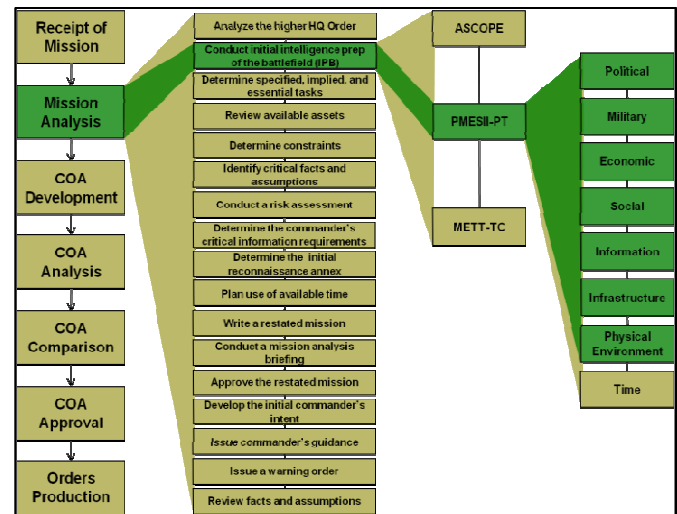 Receipt of
Mission
Mission
Analysis
COA
Development
COA
Analysis
COA
Comparison
COA
Approval
Orders
Production
Analyze the higher HQ Order
Conduct initial intelligence prep
of the battlefield (IPB)
Determine specified, implied, and
essential tasks
Review available assets
Determine constraints
Identify critical facts and
assumptions
Conduct a risk assessment
Determine the commander's
critical information requirements
Determine the initial
reconnaissance annex
Plan use of available time
Write a restated mission
Conduct a mission analysis
briefing
Approve the restated mission
Develop the initial commander's
intent
Issue commander's guidance
Issue a warning order
Review facts and assumptions
ASCOPE
PMESII-PT
METT-TC
Political
Military
Economic
Social
Information
Infrastructure
Physical
Environment
Time